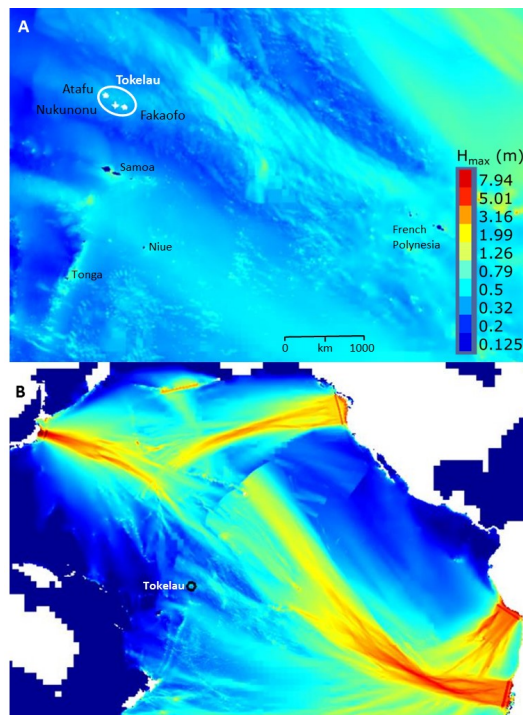 A
Tokelau
Atafu
Nukunonu
Fakaofo
Samoa
Niue
Tonga
French
Polynesia
0 km 1000
Hmax (m)
7.94
5.01
3.16
1.99
1.26
0.79
0.5
0.32
0.2
0.125
B
Tokelau